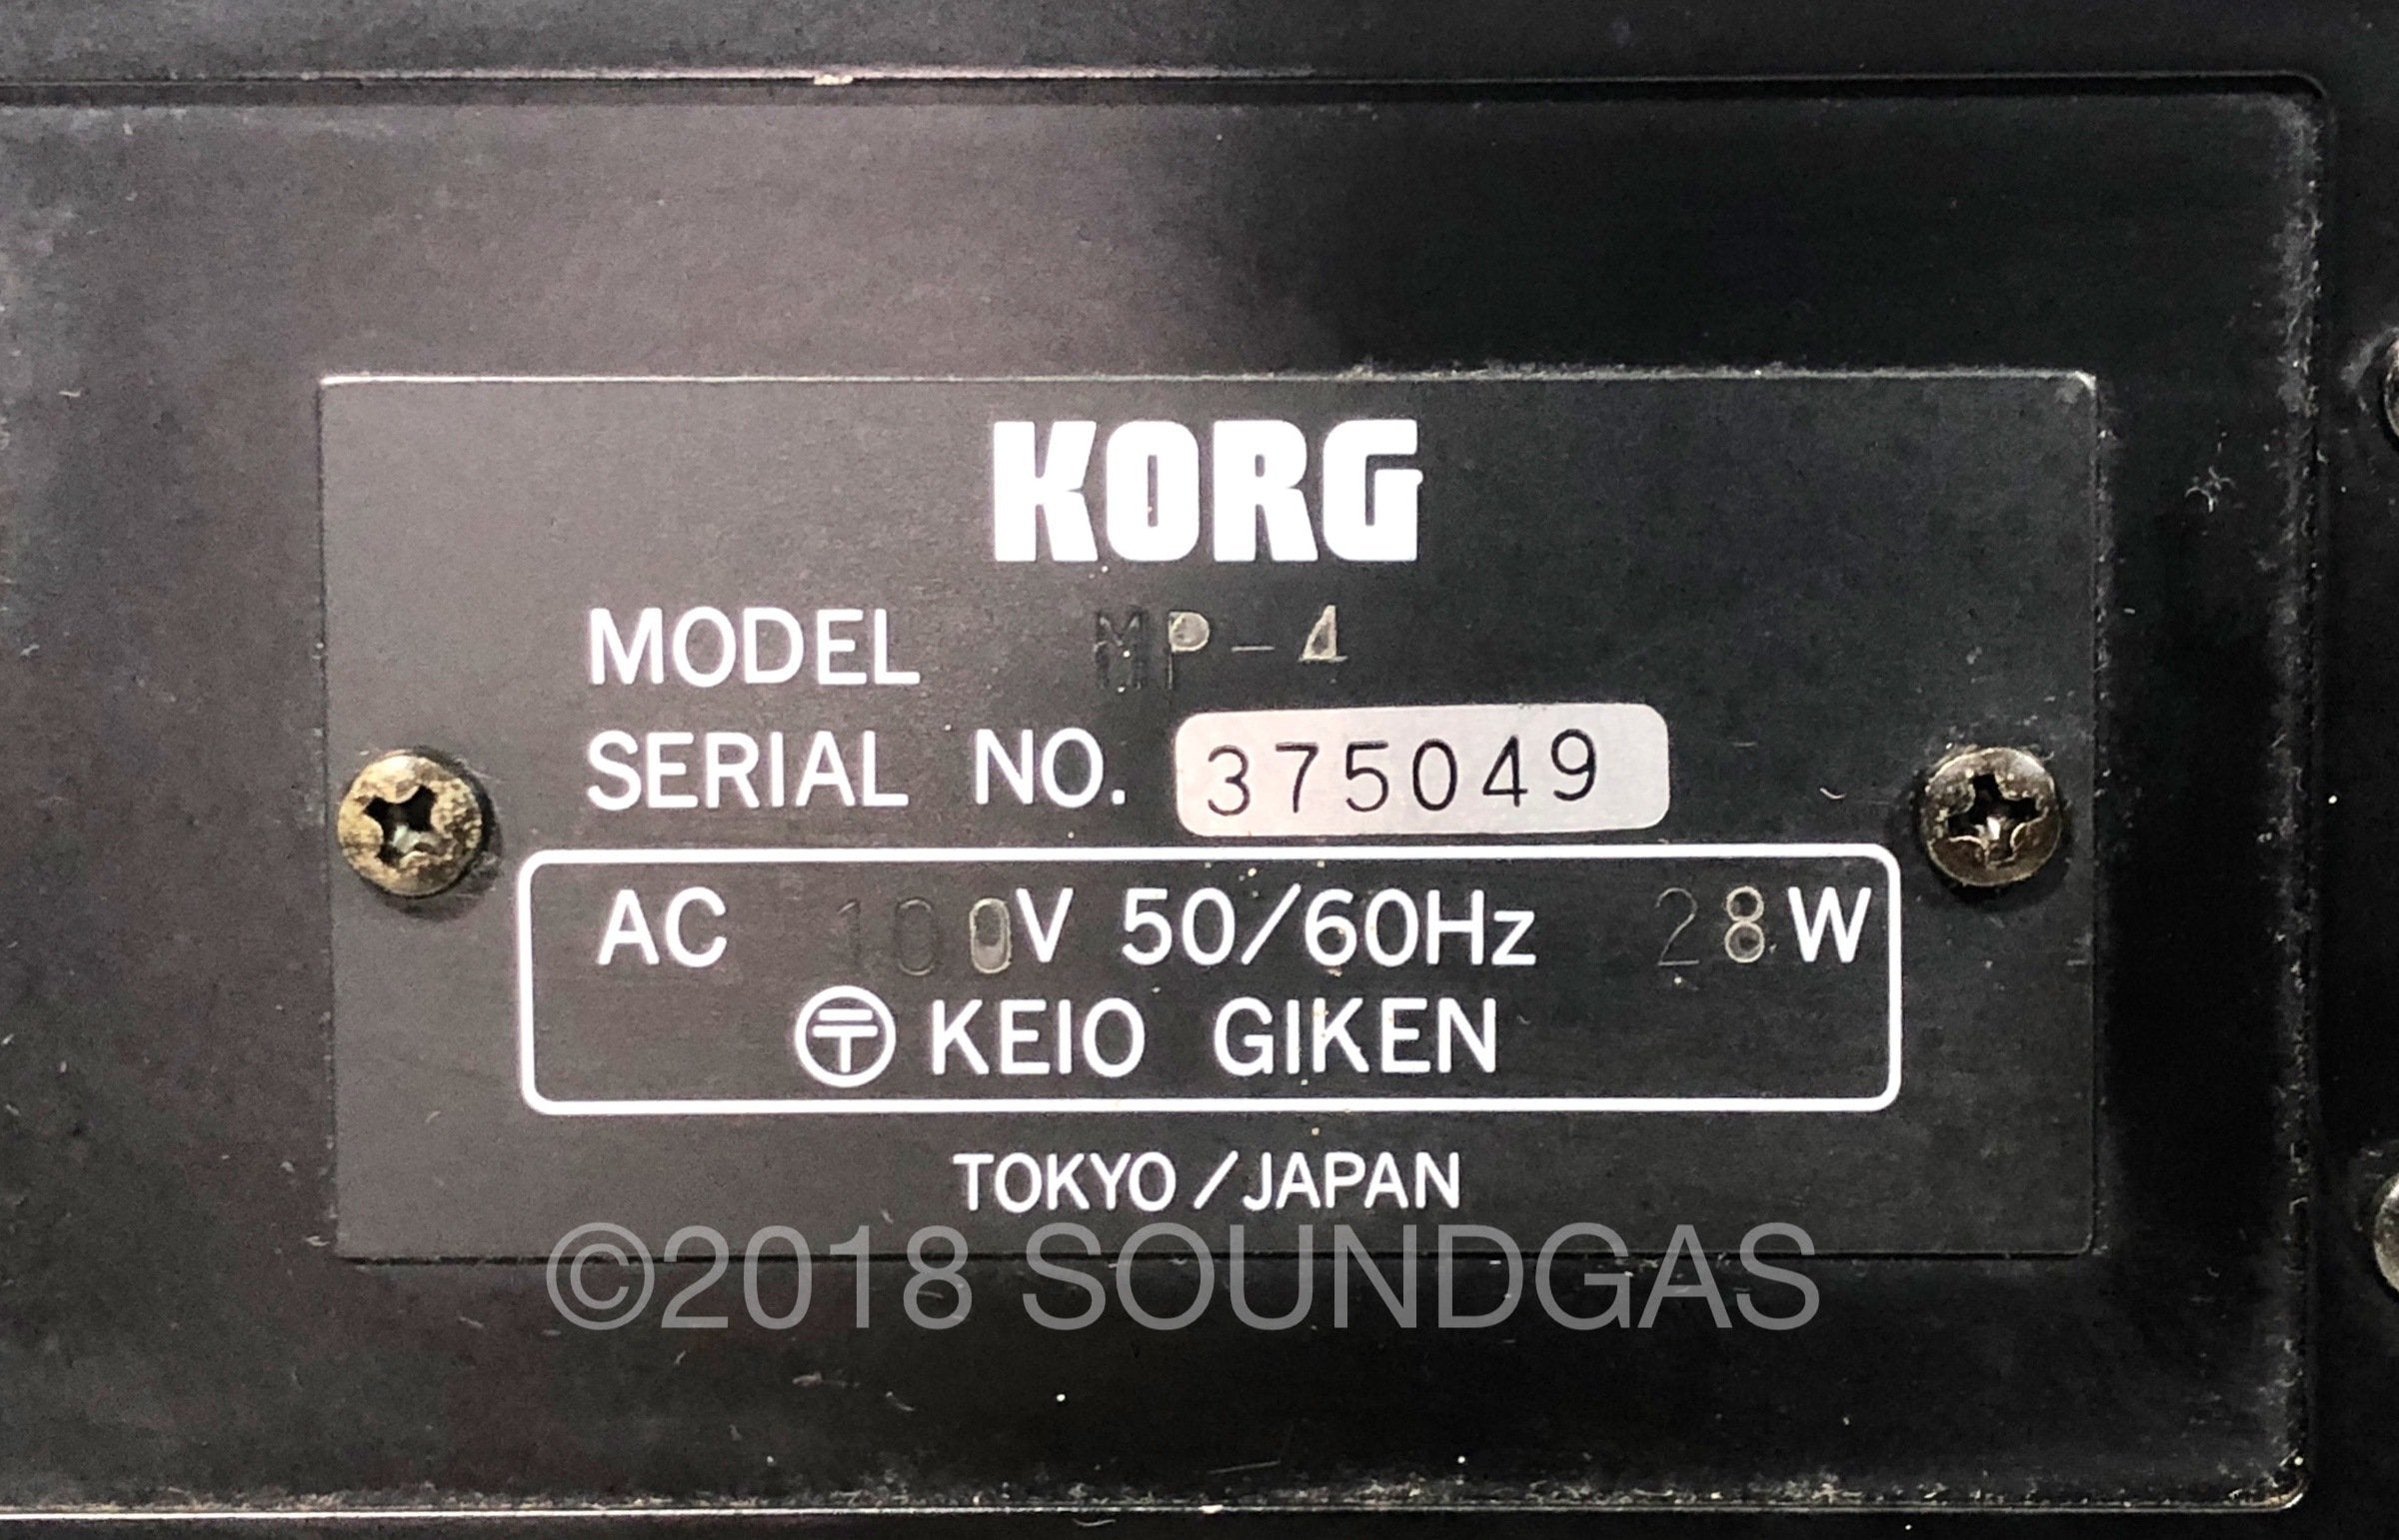 KORG
MODEL MP-4
SERIAL NO. 375049
AC 100V 50/60Hz 28W
〶 KEIO GIKEN
TOKYO/JAPAN
©2018 SOUNDGAS